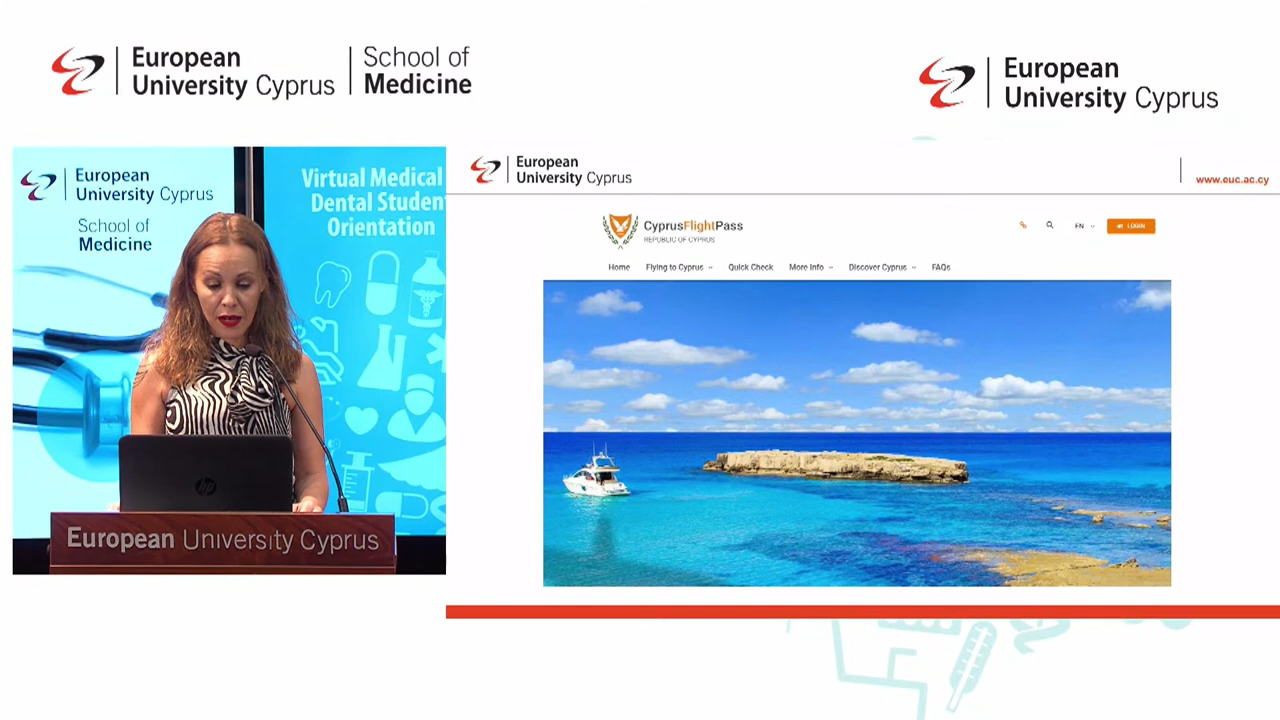 European
University Cyprus
School of
Medicine
European
University Cyprus
European
University Cyprus
School of
Medicine
Virtual Medical
Dental Student
Orientation
hp
European University Cyprus
European
University Cyprus
www.euc.ac.cy
CyprusFlightPass
REPUBLIC OF CYPRUS
EN
LOGIN
Home
Flying to Cyprus
Quick Check
More Info
Discover Cyprus
FAQs